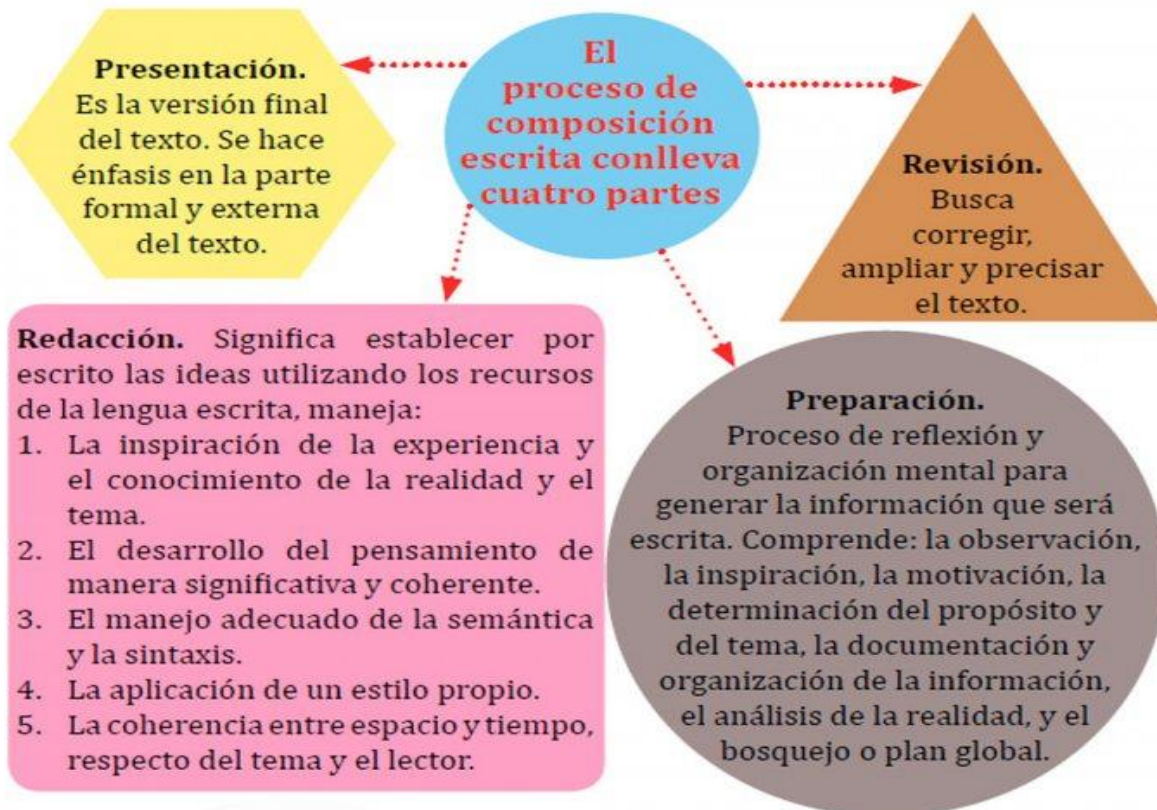 El
proceso de
composición
escrita conlleva
cuatro partes
Presentación.
Es la versión final
del texto. Se hace
énfasis en la parte
formal y externa
del texto.
Revisión.
Busca
corregir,
ampliar y precisar
el texto.
Redacción. Significa establecer por
escrito las ideas utilizando los recursos
de la lengua escrita, maneja:
1. La inspiración de la experiencia y
el conocimiento de la realidad y el
tema.
2. El desarrollo del pensamiento de
manera significativa y coherente.
3. El manejo adecuado de la semántica
y la sintaxis.
4. La aplicación de un estilo propio.
5. La coherencia entre espacio y tiempo,
respecto del tema y el lector.
Preparación.
Proceso de reflexión y
organización mental para
generar la información que será
escrita. Comprende: la observación,
la inspiración, la motivación, la
determinación del propósito y
del tema, la documentación y
organización de la información,
el análisis de la realidad, y el
bosquejo o plan global.